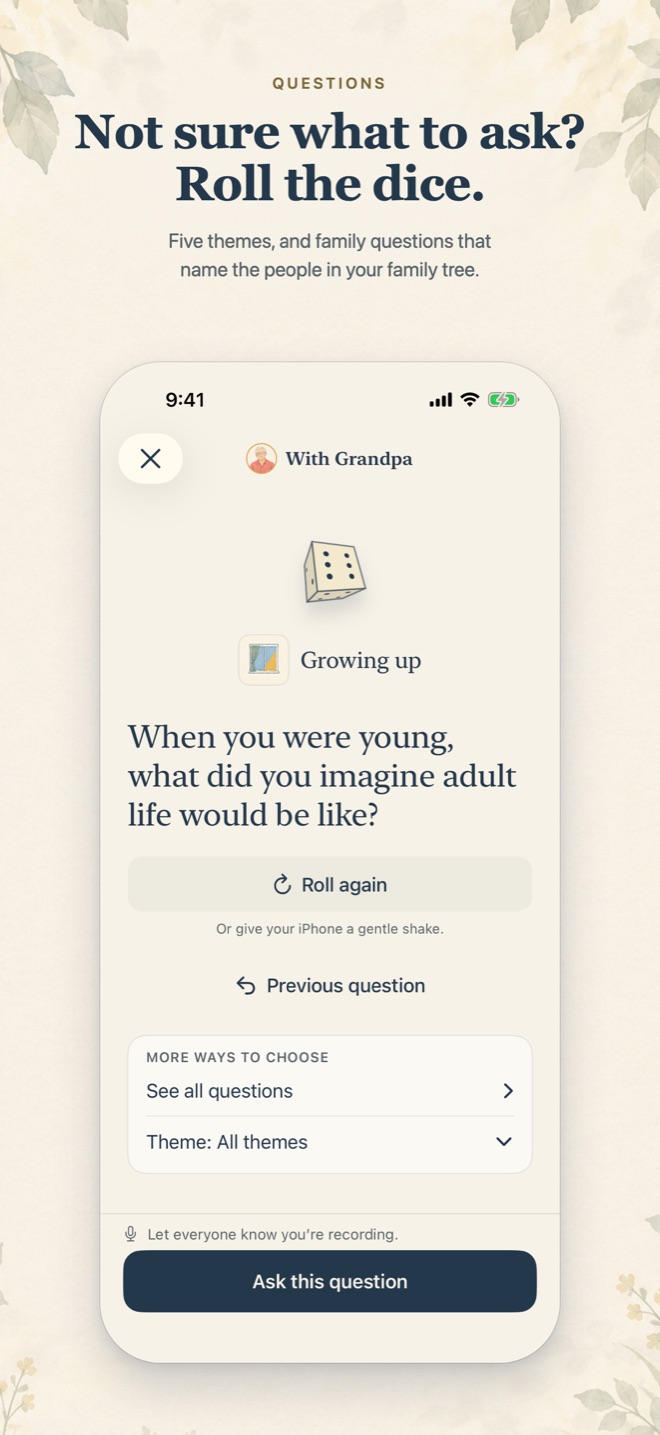 QUESTIONS
Not sure what to ask?
Roll the dice.
Five themes, and family questions that
name the people in your family tree.
9:41
With Grandpa
Growing up
When you were young,
what did you imagine adult
life would be like?
Roll again
Or give your iPhone a gentle shake.
Previous question
MORE WAYS TO CHOOSE
See all questions
Theme: All themes
Let everyone know you’re recording.
Ask this question